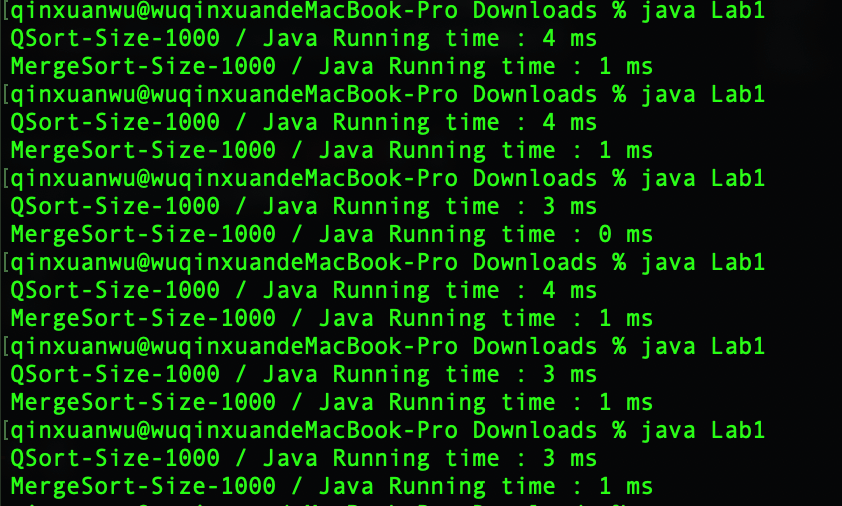 [qinxuanwu@wuqinxuandeMacBook-Pro Downloads % java Lab1
QSort-Size-1000 / Java Running time : 4 ms
MergeSort-Size-1000 / Java Running time : 1 ms
[qinxuanwu@wuqinxuandeMacBook-Pro Downloads % java Lab1
QSort-Size-1000 / Java Running time : 4 ms
MergeSort-Size-1000 / Java Running time : 1 ms
[qinxuanwu@wuqinxuandeMacBook-Pro Downloads % java Lab1
QSort-Size-1000 / Java Running time : 3 ms
MergeSort-Size-1000 / Java Running time : 0 ms
[qinxuanwu@wuqinxuandeMacBook-Pro Downloads % java Lab1
QSort-Size-1000 / Java Running time : 4 ms
MergeSort-Size-1000 / Java Running time : 1 ms
[qinxuanwu@wuqinxuandeMacBook-Pro Downloads % java Lab1
QSort-Size-1000 / Java Running time : 3 ms
MergeSort-Size-1000 / Java Running time : 1 ms
[qinxuanwu@wuqinxuandeMacBook-Pro Downloads % java Lab1
QSort-Size-1000 / Java Running time : 3 ms
MergeSort-Size-1000 / Java Running time : 1 ms